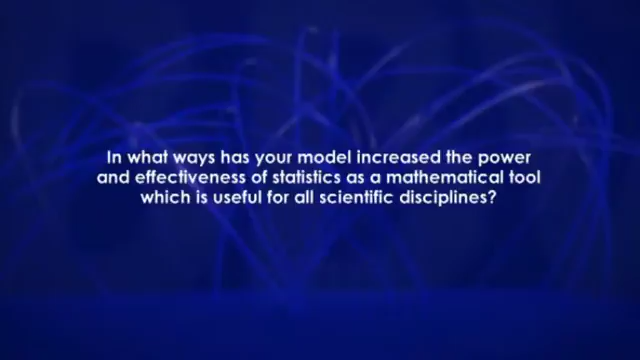 In what ways has your model increased the power
and effectiveness of statistics as a mathematical tool
which is useful for all scientific disciplines?